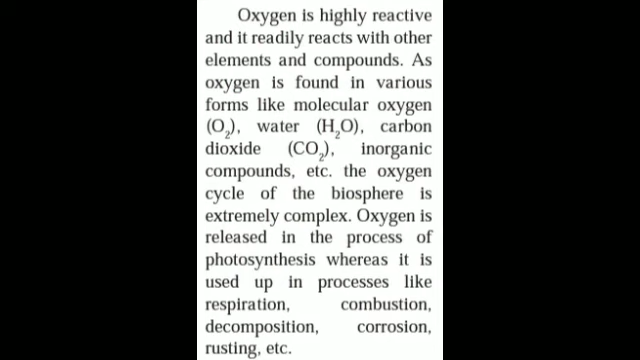 Oxygen is highly reactive
and it readily reacts with other
elements and compounds. As
oxygen is found in various
forms like molecular oxygen
(O₂), water (H₂O), carbon
dioxide (CO₂), inorganic
compounds, etc. the oxygen
cycle of the biosphere is
extremely complex. Oxygen is
released in the process of
photosynthesis whereas it is
used up in processes like
respiration, combustion,
decomposition, corrosion,
rusting, etc.